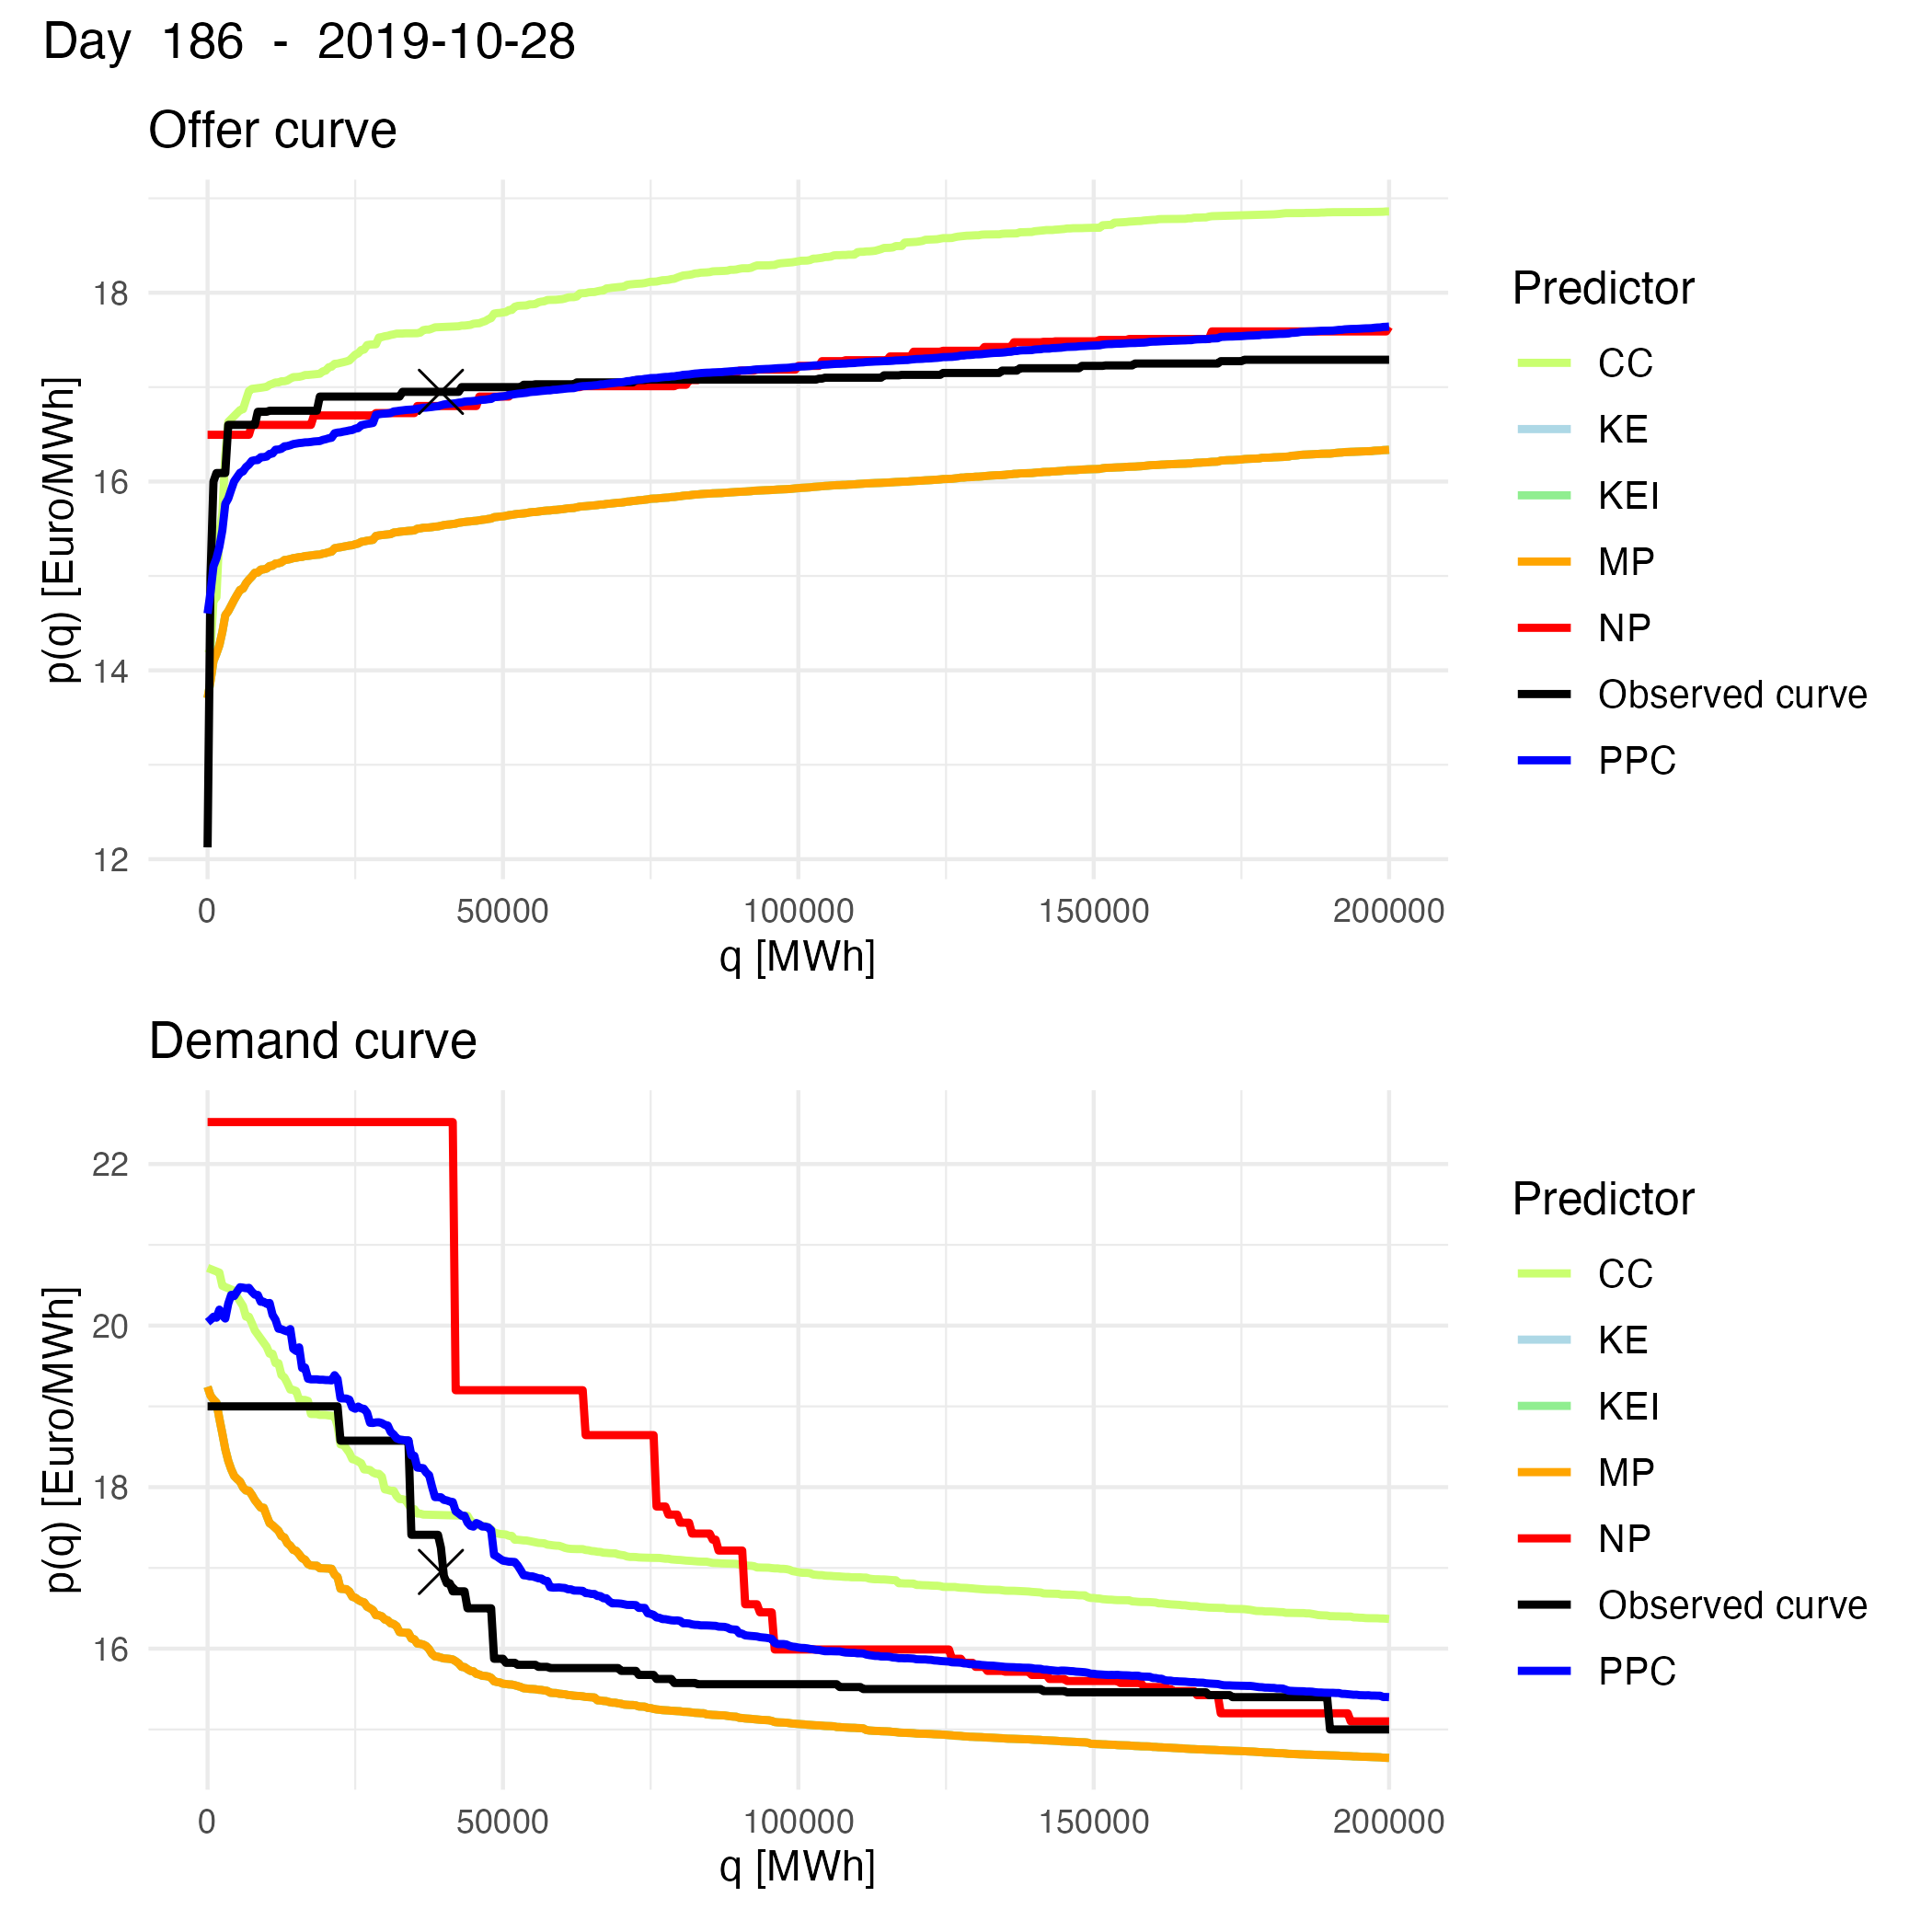 Day 186 - 2019-10-28
Offer curve
18
16
14
12
p(q) [Euro/MWh]
0 50000 100000 150000 200000
q [MWh]
Predictor
CC
KE
KEI
MP
NP
Observed curve
PPC
Demand curve
22
20
18
16
p(q) [Euro/MWh]
0 50000 100000 150000 200000
q [MWh]
Predictor
CC
KE
KEI
MP
NP
Observed curve
PPC